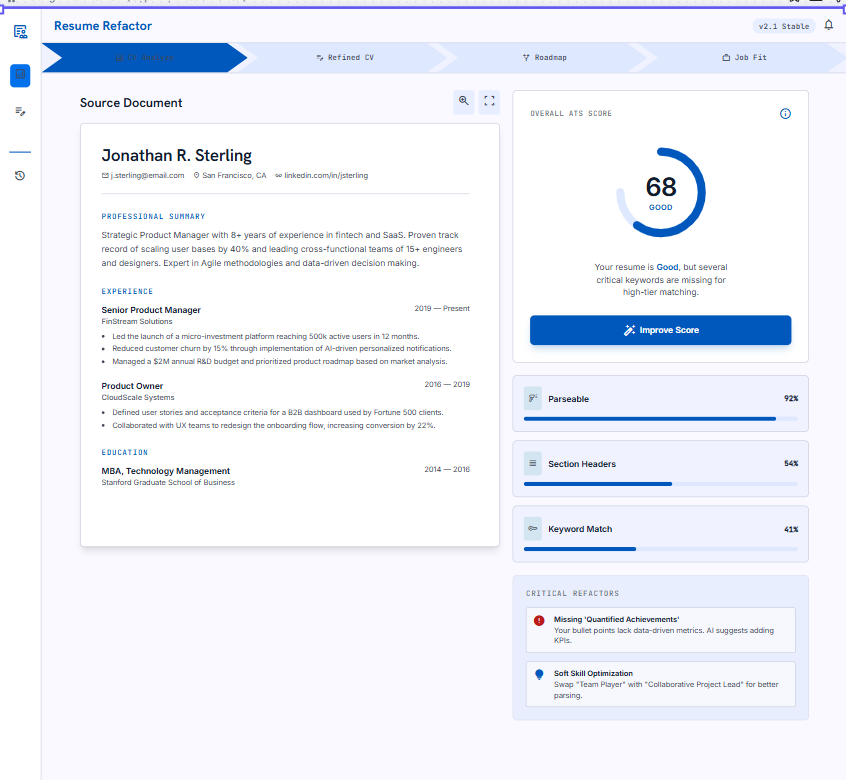 Resume Refactor
v2.1 Stable
Refined CV
Roadmap
Job Fit
Source Document
Jonathan R. Sterling
j.sterling@email.com San Francisco, CA linkedin.com/in/jsterling
PROFESSIONAL SUMMARY
Strategic Product Manager with 8+ years of experience in fintech and SaaS. Proven track
record of scaling user bases by 40% and leading cross-functional teams of 15+ engineers
and designers. Expert in Agile methodologies and data-driven decision making.
EXPERIENCE
Senior Product Manager 2019 — Present
FinStream Solutions
• Led the launch of a micro-investment platform reaching 500k active users in 12 months.
• Reduced customer churn by 15% through implementation of AI-driven personalized notifications.
• Managed a $2M annual R&D budget and prioritized product roadmap based on market analysis.
Product Owner 2016 — 2019
CloudScale Systems
• Defined user stories and acceptance criteria for a B2B dashboard used by Fortune 500 clients.
• Collaborated with UX teams to redesign the onboarding flow, increasing conversion by 22%.
EDUCATION
MBA, Technology Management 2014 — 2016
Stanford Graduate School of Business
OVERALL ATS SCORE
68
GOOD
Your resume is Good, but several
critical keywords are missing for
high-tier matching.
Improve Score
Parseable 92%
Section Headers 54%
Keyword Match 41%
CRITICAL REFACTORS
Missing 'Quantified Achievements'
Your bullet points lack data-driven metrics. AI suggests adding
KPIs.
Soft Skill Optimization
Swap "Team Player" with "Collaborative Project Lead" for better
parsing.